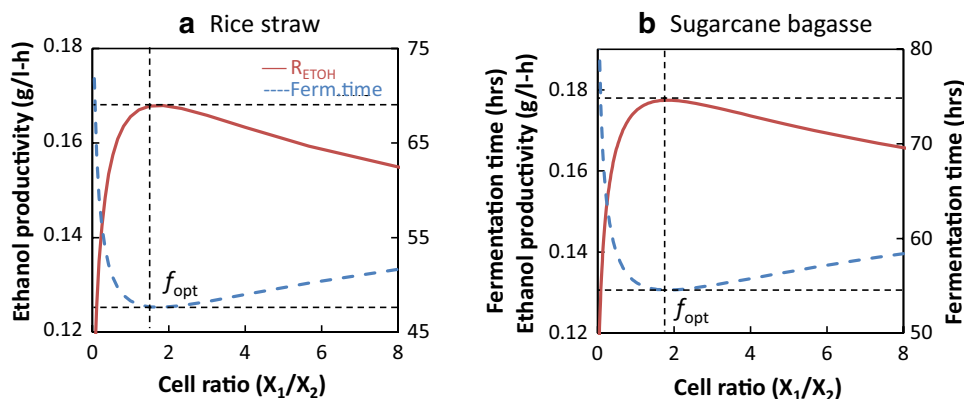 a Rice straw
Ethanol productivity (g/l-h)
0.18
0.16
0.14
0.12
75
65
55
45
R_ETOH
Ferm.time
f_opt
0 2 4 6 8
Cell ratio (X₁/X₂)
Fermentation time (hrs)
b Sugarcane bagasse
Ethanol productivity (g/l-h)
0.18
0.16
0.14
0.13
0.12
80
70
60
50
f_opt
0 2 4 6 8
Cell ratio (X₁/X₂)
Fermentation time (hrs)